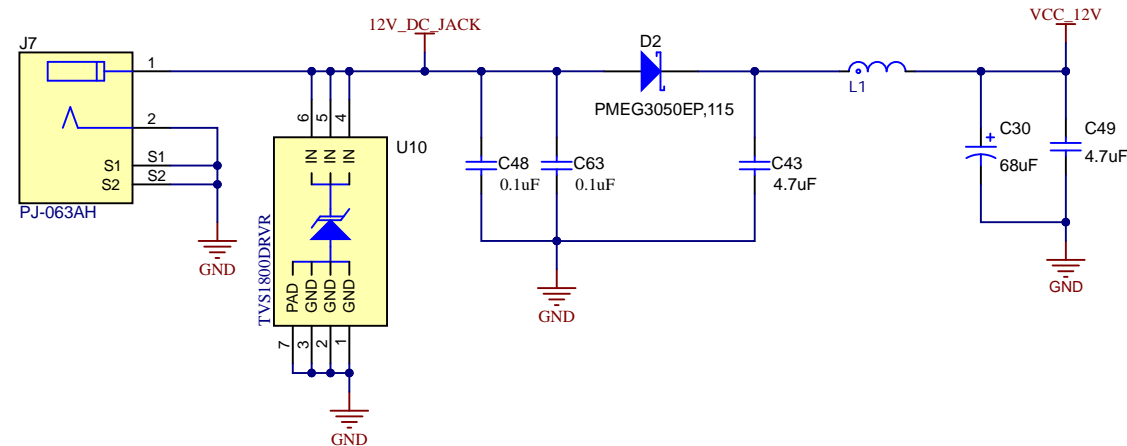 12V_DC_JACK
VCC_12V
J7
1
2
S1
S1
S2
S2
PJ-063AH
GND
6
5
4
IN
IN
IN
U10
TVS1800DRVR
PAD
GND
GND
GND
7
3
2
1
GND
C48
0.1uF
C63
0.1uF
GND
D2
PMEG3050EP,115
C43
4.7uF
L1
+
C30
68uF
C49
4.7uF
GND